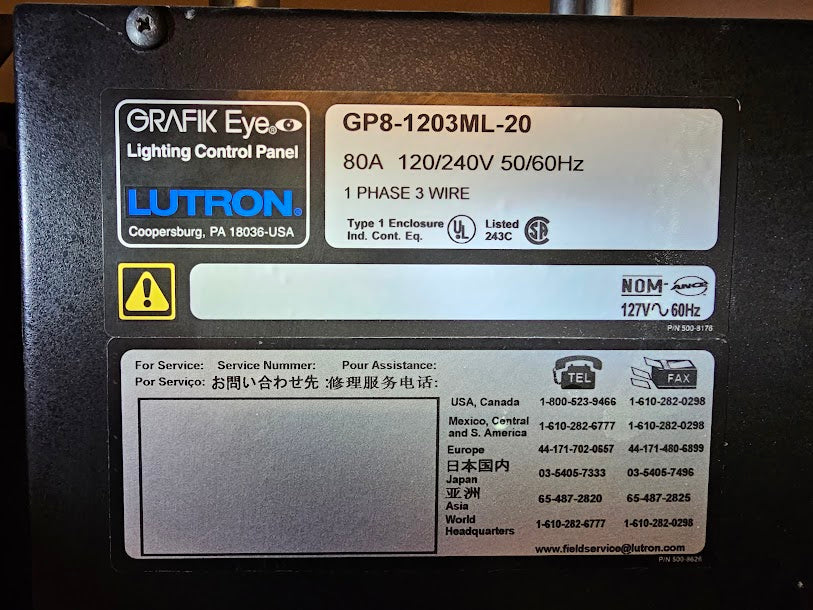 GRAFIK Eye®
Lighting Control Panel
LUTRON®
Coopersburg, PA 18036-USA
GP8-1203ML-20
80A 120/240V 50/60Hz
1 PHASE 3 WIRE
Type 1 Enclosure
Ind. Cont. Eq.
UL
Listed
243C
NOM-ANCE
127V∿60Hz
P/N 500-8176
For Service: Service Nummer: Pour Assistance:
Por Serviço: お問い合わせ先 :修理服务电话:
TEL FAX
USA, Canada 1-800-523-9466 1-610-282-0298
Mexico, Central
and S. America 1-610-282-6777 1-610-282-0298
Europe 44-171-702-0657 44-171-480-6899
日本国内
Japan 03-5405-7333 03-5405-7496
亚洲
Asia 65-487-2820 65-487-2825
World
Headquarters 1-610-282-6777 1-610-282-0298
www.fieldservice@lutron.com
P/N 500-8626